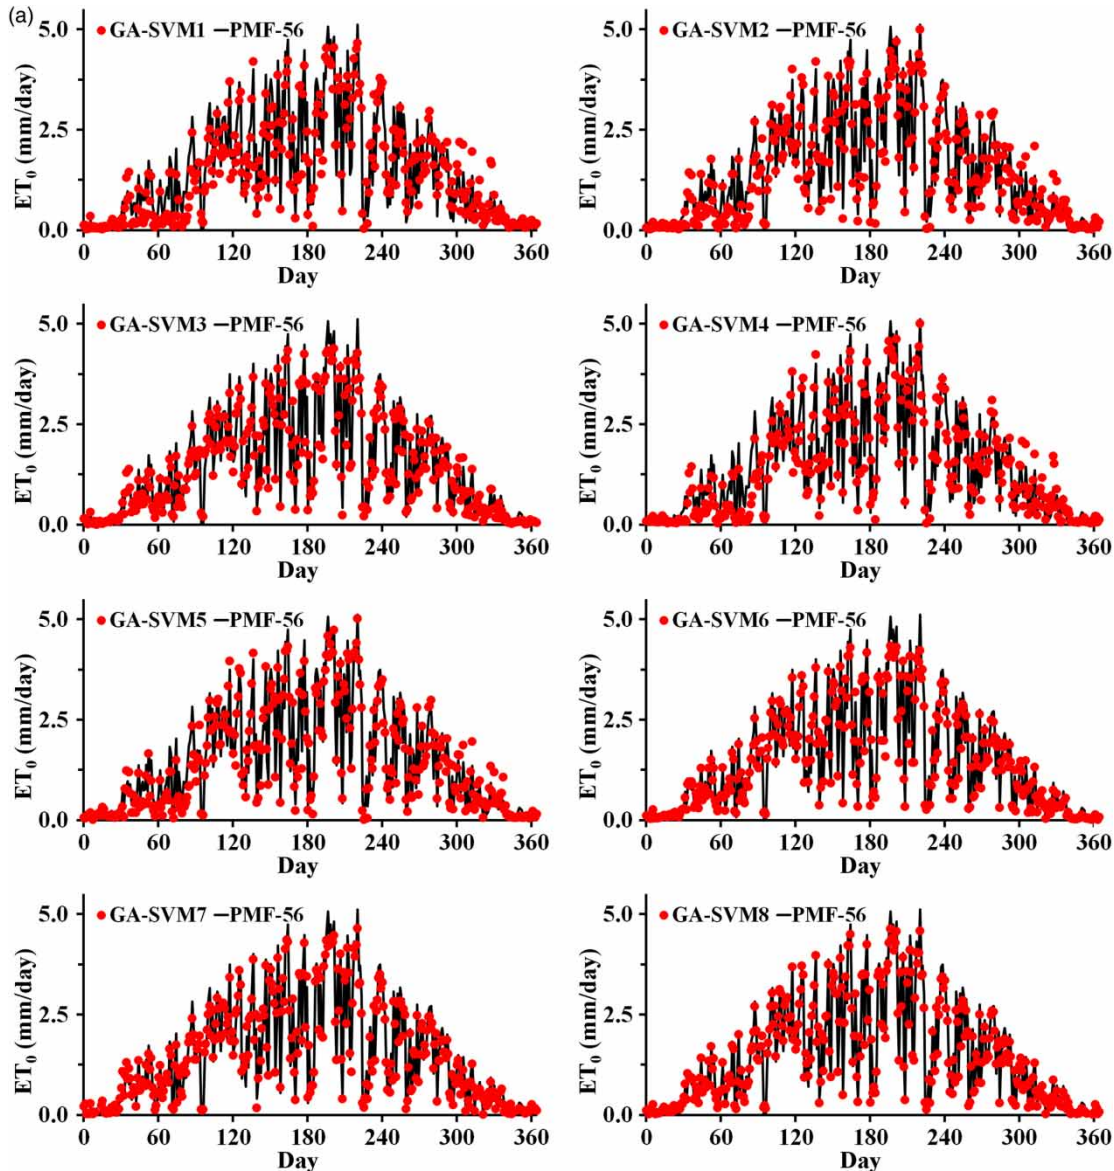 (a)
GA-SVM1 PMF-56
5.0
2.5
0.0
ET0 (mm/day)
0 60 120 180 240 300 360
Day
GA-SVM2 PMF-56
5.0
2.5
0.0
ET0 (mm/day)
0 60 120 180 240 300 360
Day
GA-SVM3 PMF-56
5.0
2.5
0.0
ET0 (mm/day)
0 60 120 180 240 300 360
Day
GA-SVM4 PMF-56
5.0
2.5
0.0
ET0 (mm/day)
0 60 120 180 240 300 360
Day
GA-SVM5 PMF-56
5.0
2.5
0.0
ET0 (mm/day)
0 60 120 180 240 300 360
Day
GA-SVM6 PMF-56
5.0
2.5
0.0
ET0 (mm/day)
0 60 120 180 240 300 360
Day
GA-SVM7 PMF-56
5.0
2.5
0.0
ET0 (mm/day)
0 60 120 180 240 300 360
Day
GA-SVM8 PMF-56
5.0
2.5
0.0
ET0 (mm/day)
0 60 120 180 240 300 360
Day